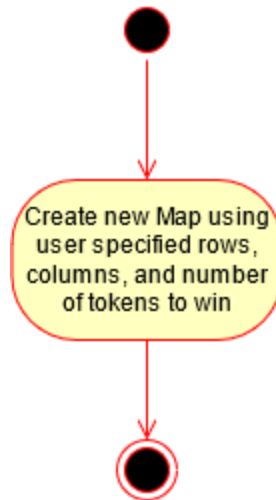 Create new Map using
user specified rows,
columns, and number
of tokens to win